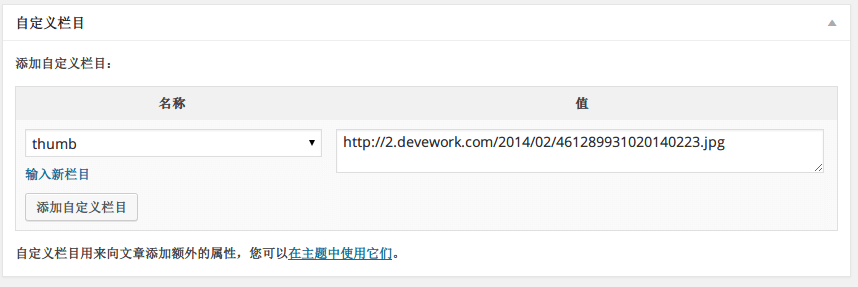 自定义栏目
添加自定义栏目：
名称
值
thumb
http://2.devework.com/2014/02/461289931020140223.jpg
输入新栏目
添加自定义栏目
自定义栏目用来向文章添加额外的属性，您可以在主题中使用它们。